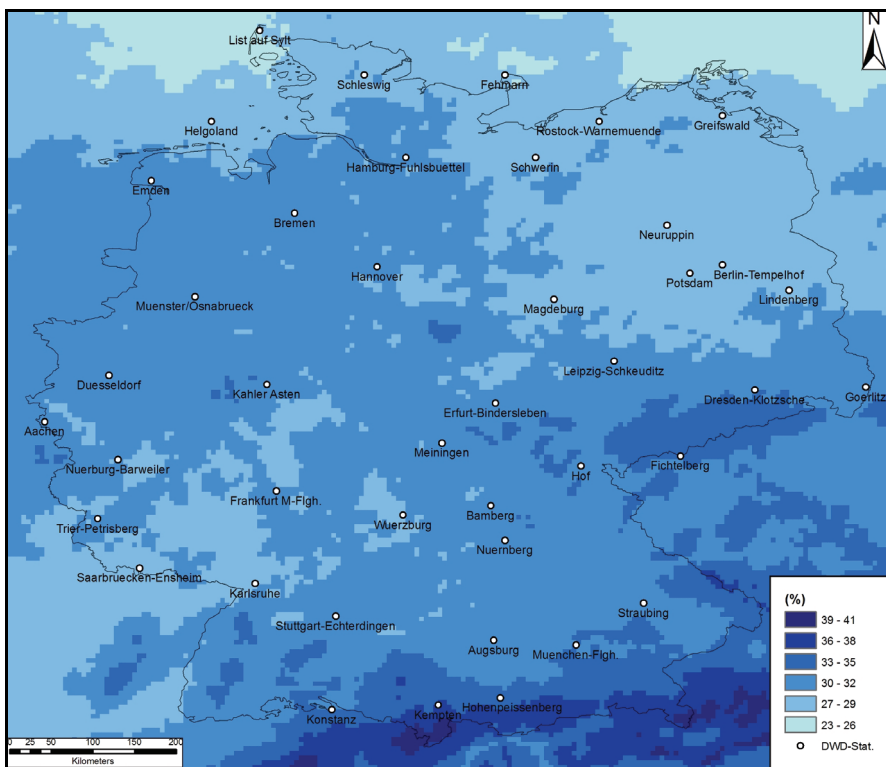 N
List auf Sylt
Schleswig
Fehmarn
Helgoland
Rostock-Warnemuende
Greifswald
Hamburg-Fuhlsbuettel
Schwerin
Emden
Bremen
Neuruppin
Hannover
Berlin-Tempelhof
Potsdam
Muenster/Osnabrueck
Magdeburg
Lindenberg
Leipzig-Schkeuditz
Duesseldorf
Kahler Asten
Dresden-Klotzsche
Goerlitz
Erfurt-Bindersleben
Aachen
Meiningen
Nuerburg-Barweiler
Hof
Fichtelberg
Frankfurt M-Flgh.
Wuerzburg
Bamberg
Trier-Petrisberg
Nuernberg
Saarbruecken-Ensheim
Karlsruhe
Straubing
Stuttgart-Echterdingen
Augsburg
Muenchen-Flgh.
Hohenpeissenberg
Konstanz
Kempten
(%)
39 - 41
36 - 38
33 - 35
30 - 32
27 - 29
23 - 26
DWD-Stat.
0 25 50 100 150 200
Kilometers